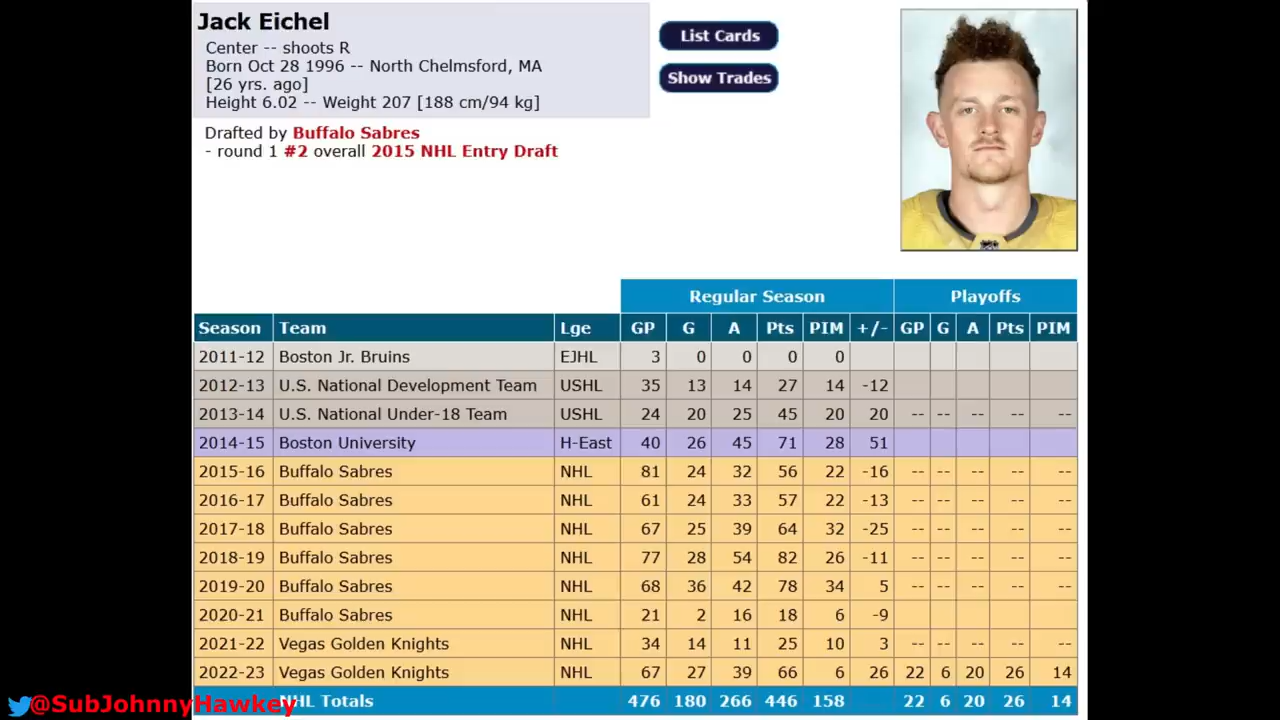 Jack Eichel
Center -- shoots R
Born Oct 28 1996 -- North Chelmsford, MA
[26 yrs. ago]
Height 6.02 -- Weight 207 [188 cm/94 kg]
List Cards
Show Trades
Drafted by Buffalo Sabres
- round 1 #2 overall 2015 NHL Entry Draft
Regular Season Playoffs
Season Team Lge GP G A Pts PIM +/- GP G A Pts PIM
2011-12 Boston Jr. Bruins EJHL 3 0 0 0 0
2012-13 U.S. National Development Team USHL 35 13 14 27 14 -12
2013-14 U.S. National Under-18 Team USHL 24 20 25 45 20 20 -- -- -- -- --
2014-15 Boston University H-East 40 26 45 71 28 51
2015-16 Buffalo Sabres NHL 81 24 32 56 22 -16 -- -- -- -- --
2016-17 Buffalo Sabres NHL 61 24 33 57 22 -13 -- -- -- -- --
2017-18 Buffalo Sabres NHL 67 25 39 64 32 -25 -- -- -- -- --
2018-19 Buffalo Sabres NHL 77 28 54 82 26 -11 -- -- -- -- --
2019-20 Buffalo Sabres NHL 68 36 42 78 34 5 -- -- -- -- --
2020-21 Buffalo Sabres NHL 21 2 16 18 6 -9
2021-22 Vegas Golden Knights NHL 34 14 11 25 10 3 -- -- -- -- --
2022-23 Vegas Golden Knights NHL 67 27 39 66 6 26 22 6 20 26 14
NHL Totals 476 180 266 446 158 22 6 20 26 14
@SubJohnnyHawkey